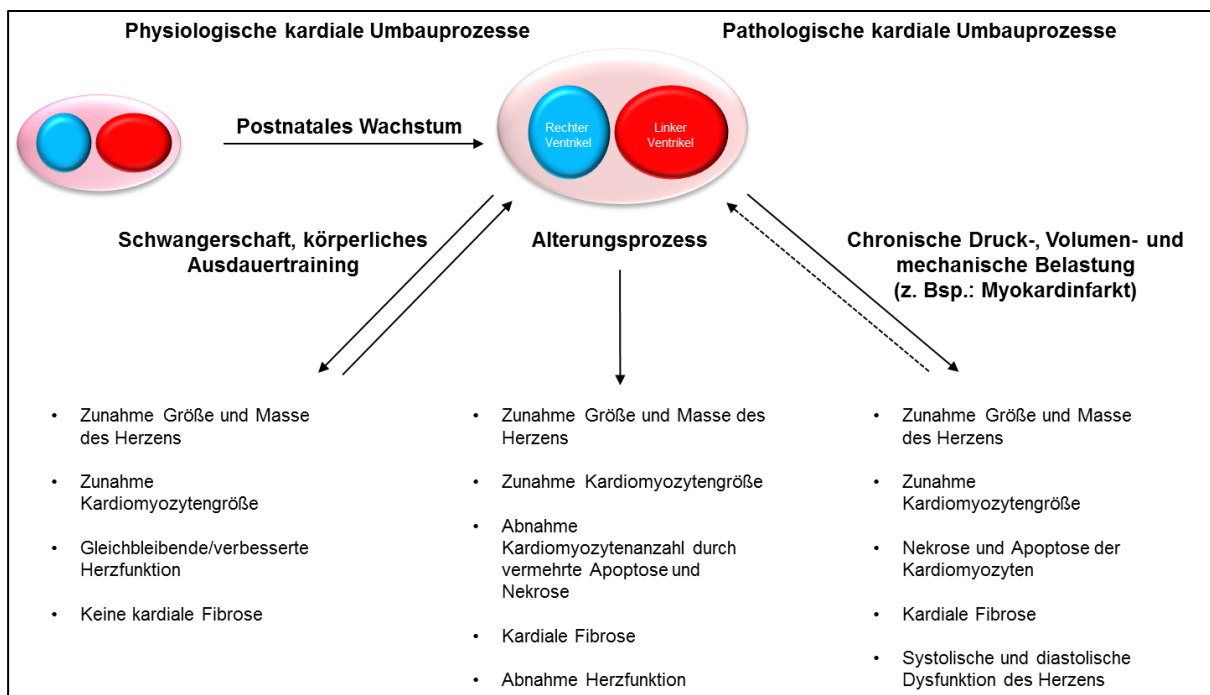 Physiologische kardiale Umbauprozesse
Pathologische kardiale Umbauprozesse
Postnatales Wachstum
Rechter
Ventrikel
Linker
Ventrikel
Schwangerschaft, körperliches
Ausdauertraining
Alterungsprozess
Chronische Druck-, Volumen- und
mechanische Belastung
(z. Bsp.: Myokardinfarkt)
• Zunahme Größe und Masse
des Herzens
• Zunahme
Kardiomyozytengröße
• Gleichbleibende/verbesserte
Herzfunktion
• Keine kardiale Fibrose
• Zunahme Größe und Masse des
Herzens
• Zunahme Kardiomyozytengröße
• Abnahme
Kardiomyozytenanzahl durch
vermehrte Apoptose und
Nekrose
• Kardiale Fibrose
• Abnahme Herzfunktion
• Zunahme Größe und Masse
des Herzens
• Zunahme
Kardiomyozytengröße
• Nekrose und Apoptose der
Kardiomyozyten
• Kardiale Fibrose
• Systolische und diastolische
Dysfunktion des Herzens